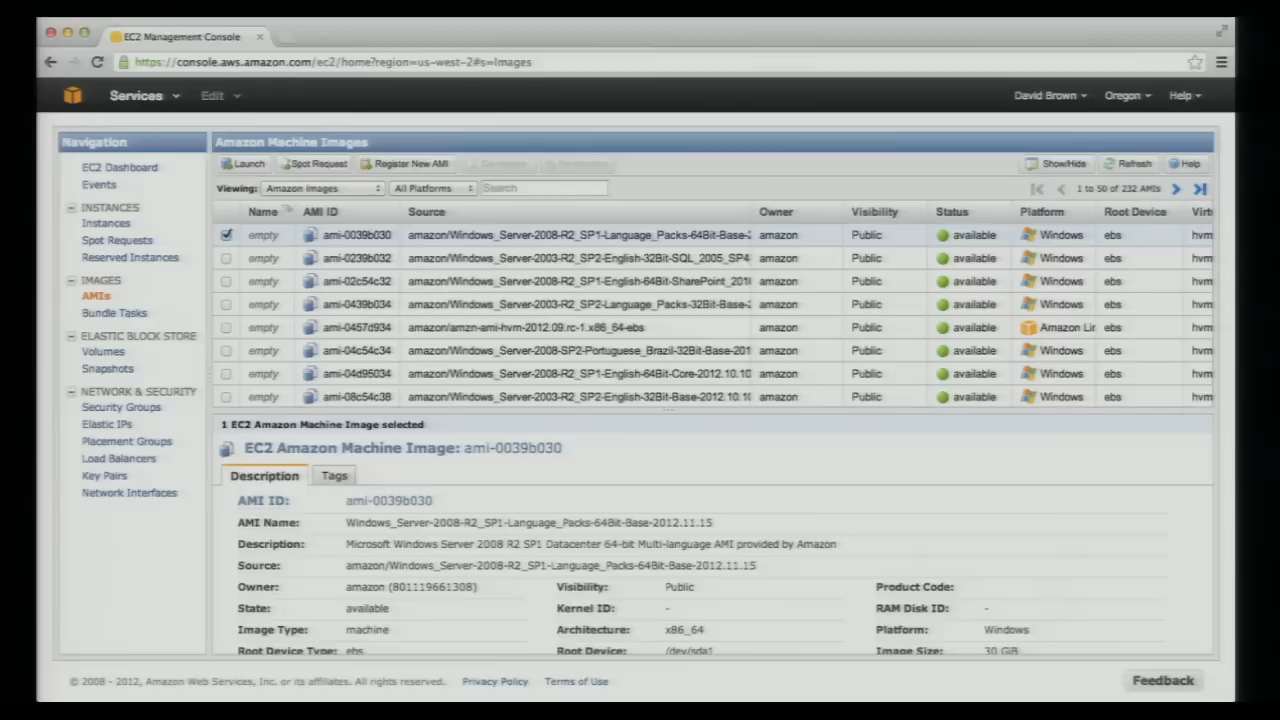 EC2 Management Console
https://console.aws.amazon.com/ec2/home?region=us-west-2#s=Images
Services Edit David Brown Oregon Help
Navigation
EC2 Dashboard
Events
INSTANCES
Instances
Spot Requests
Reserved Instances
IMAGES
AMIs
Bundle Tasks
ELASTIC BLOCK STORE
Volumes
Snapshots
NETWORK & SECURITY
Security Groups
Elastic IPs
Placement Groups
Load Balancers
Key Pairs
Network Interfaces
Amazon Machine Images
Launch Spot Request Register New AMI Show/Hide Refresh Help
Viewing: Amazon Images All Platforms Search 1 to 50 of 232 AMIs
Name AMI ID Source Owner Visibility Status Platform Root Device Virt
empty ami-0039b030 amazon/Windows_Server-2008-R2_SP1-Language_Packs-64Bit-Base- amazon Public available Windows ebs hvm
empty ami-0239b032 amazon/Windows_Server-2003-R2_SP2-English-32Bit-SQL_2005_SP4 amazon Public available Windows ebs hvm
empty ami-02c54c32 amazon/Windows_Server-2008-R2_SP1-English-64Bit-SharePoint_201 amazon Public available Windows ebs hvm
empty ami-0439b034 amazon/Windows_Server-2003-R2_SP2-Language_Packs-32Bit-Base- amazon Public available Windows ebs hvm
empty ami-0457d934 amazon/amzn-ami-hvm-2012.09.rc-1.x86_64-ebs amazon Public available Amazon Lin ebs hvm
empty ami-04c54c34 amazon/Windows_Server-2008-SP2-Portuguese_Brazil-32Bit-Base-201 amazon Public available Windows ebs hvm
empty ami-04d95034 amazon/Windows_Server-2008-R2_SP1-English-64Bit-Core-2012.10.10 amazon Public available Windows ebs hvm
empty ami-08c54c38 amazon/Windows_Server-2003-R2_SP2-English-32Bit-Base-2012.10.10 amazon Public available Windows ebs hvm
1 EC2 Amazon Machine Image selected
EC2 Amazon Machine Image: ami-0039b030
Description Tags
AMI ID: ami-0039b030
AMI Name: Windows_Server-2008-R2_SP1-Language_Packs-64Bit-Base-2012.11.15
Description: Microsoft Windows Server 2008 R2 SP1 Datacenter 64-bit Multi-language AMI provided by Amazon
Source: amazon/Windows_Server-2008-R2_SP1-Language_Packs-64Bit-Base-2012.11.15
Owner: amazon (801119661308) Visibility: Public Product Code:
State: available Kernel ID: - RAM Disk ID: -
Image Type: machine Architecture: x86_64 Platform: Windows
Root Device Type: ebs Root Device: /dev/sda1 Image Size: 30 GiB
© 2008 - 2012, Amazon Web Services, Inc. or its affiliates. All rights reserved. Privacy Policy Terms of Use Feedback